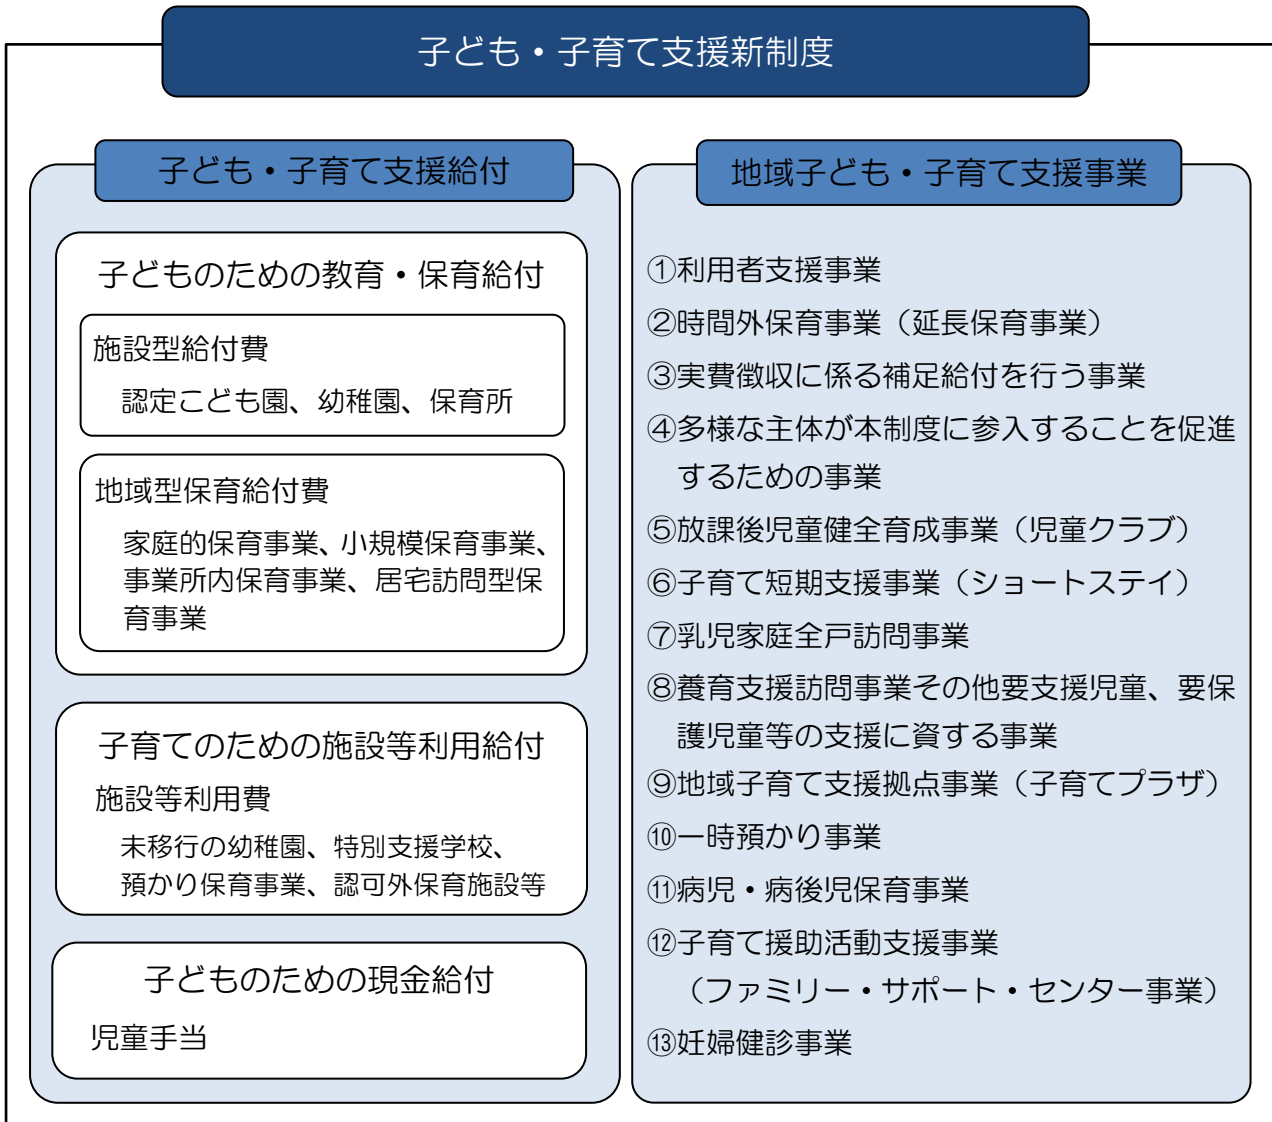 子ども・子育て支援新制度
子ども・子育て支援給付
子どものための教育・保育給付
施設型給付費
認定こども園、幼稚園、保育所
地域型保育給付費
家庭的保育事業、小規模保育事業、
事業所内保育事業、居宅訪問型保
育事業
子育てのための施設等利用給付
施設等利用費
未移行の幼稚園、特別支援学校、
預かり保育事業、認可外保育施設等
子どものための現金給付
児童手当
地域子ども・子育て支援事業
①利用者支援事業
②時間外保育事業（延長保育事業）
③実費徴収に係る補足給付を行う事業
④多様な主体が本制度に参入することを促進
するための事業
⑤放課後児童健全育成事業（児童クラブ）
⑥子育て短期支援事業（ショートステイ）
⑦乳児家庭全戸訪問事業
⑧養育支援訪問事業その他要支援児童、要保
護児童等の支援に資する事業
⑨地域子育て支援拠点事業（子育てプラザ）
⑩一時預かり事業
⑪病児・病後児保育事業
⑫子育て援助活動支援事業
（ファミリー・サポート・センター事業）
⑬妊婦健診事業